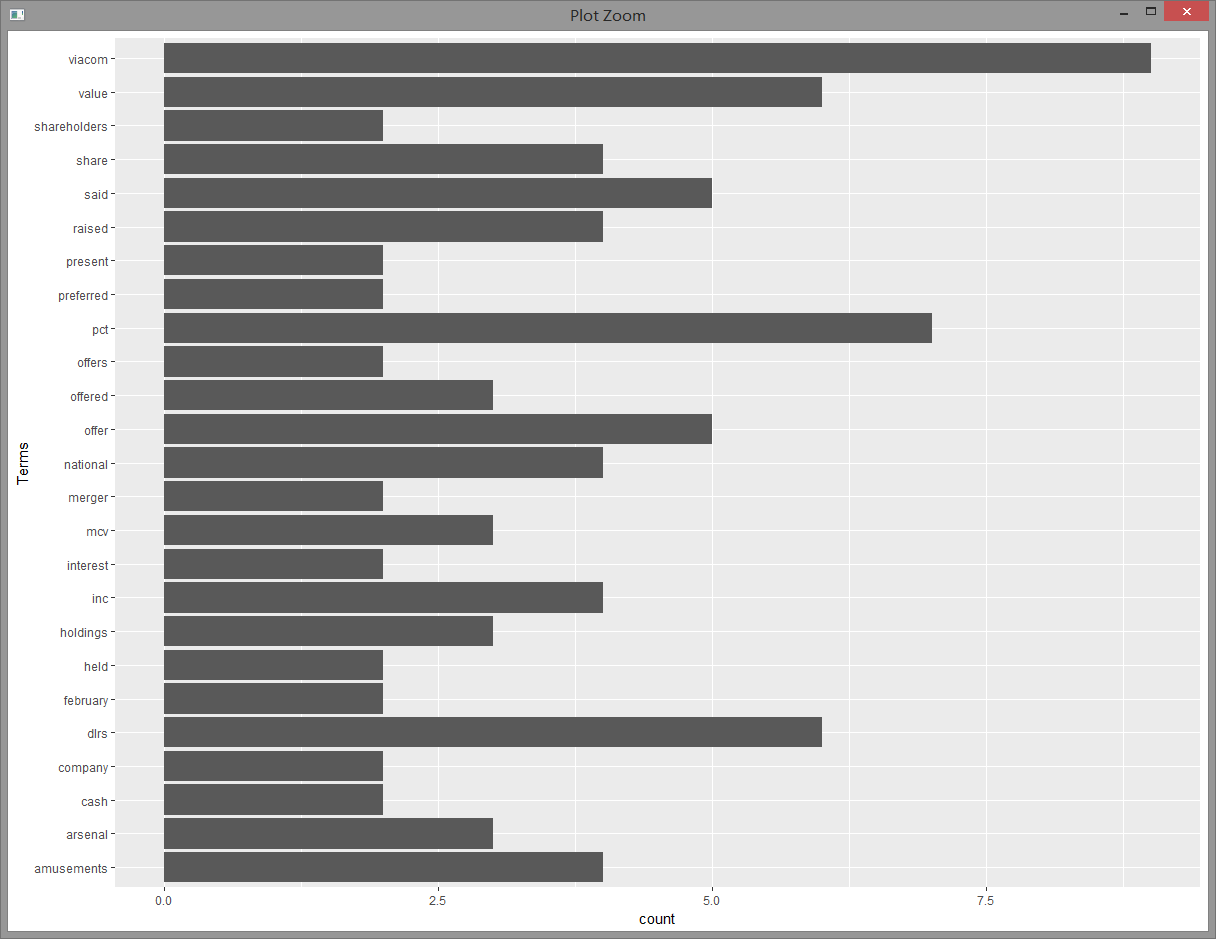 Plot Zoom
viacom
value
shareholders
share
said
raised
present
preferred
pct
offers
offered
offer
national
merger
mcv
interest
inc
holdings
held
february
dlrs
company
cash
arsenal
amusements
Terms
0.0 2.5 5.0 7.5
count